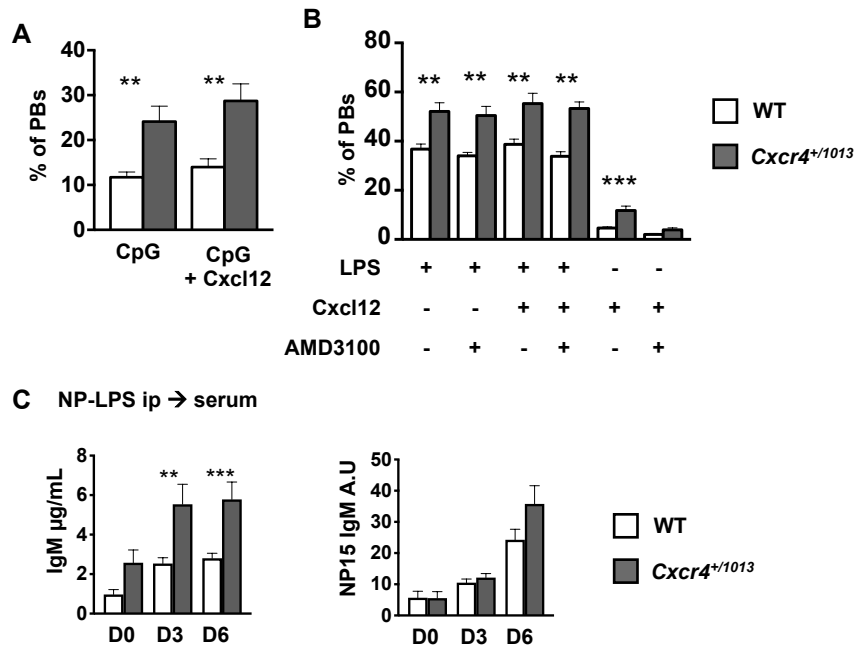 A
40
30
20
10
0
% of PBs
**
**
CpG
CpG
+ Cxcl12
B
80
60
40
20
0
% of PBs
**
**
**
**
***
LPS + + + + - -
Cxcl12 - - + + + +
AMD3100 - + - + - +
WT
Cxcr4+/1013
C NP-LPS ip → serum
8
6
4
2
0
IgM µg/mL
**
***
D0 D3 D6
50
40
30
20
10
0
NP15 IgM A.U
D0 D3 D6
WT
Cxcr4+/1013